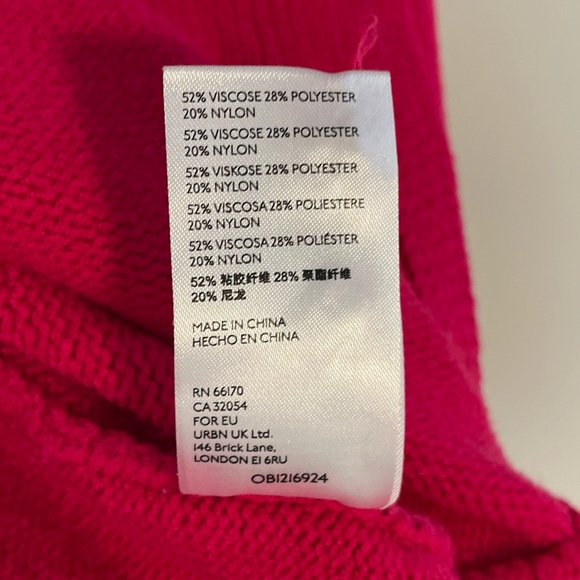 52% VISCOSE 28% POLYESTER
20% NYLON
52% VISCOSE 28% POLYESTER
20% NYLON
52% VISKOSE 28% POLYESTER
20% NYLON
52% VISCOSA 28% POLIESTERE
20% NYLON
52% VISCOSA 28% POLIÉSTER
20% NYLON
52% 粘胶纤维 28% 聚酯纤维
20% 尼龙
MADE IN CHINA
HECHO EN CHINA
RN 66170
CA 32054
FOR EU
URBN UK Ltd.
146 Brick Lane,
LONDON E1 6RU
OB1216924